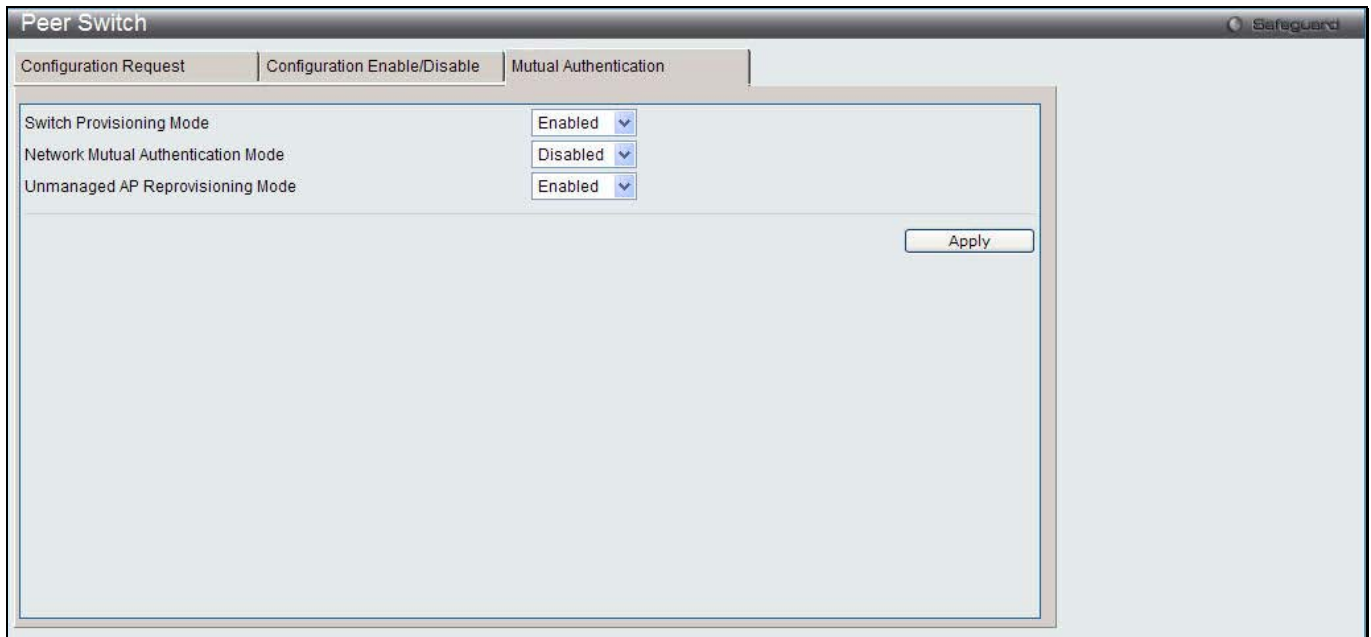 Peer Switch
Safeguard
Configuration Request
Configuration Enable/Disable
Mutual Authentication
Switch Provisioning Mode
Enabled
Network Mutual Authentication Mode
Disabled
Unmanaged AP Reprovisioning Mode
Enabled
Apply